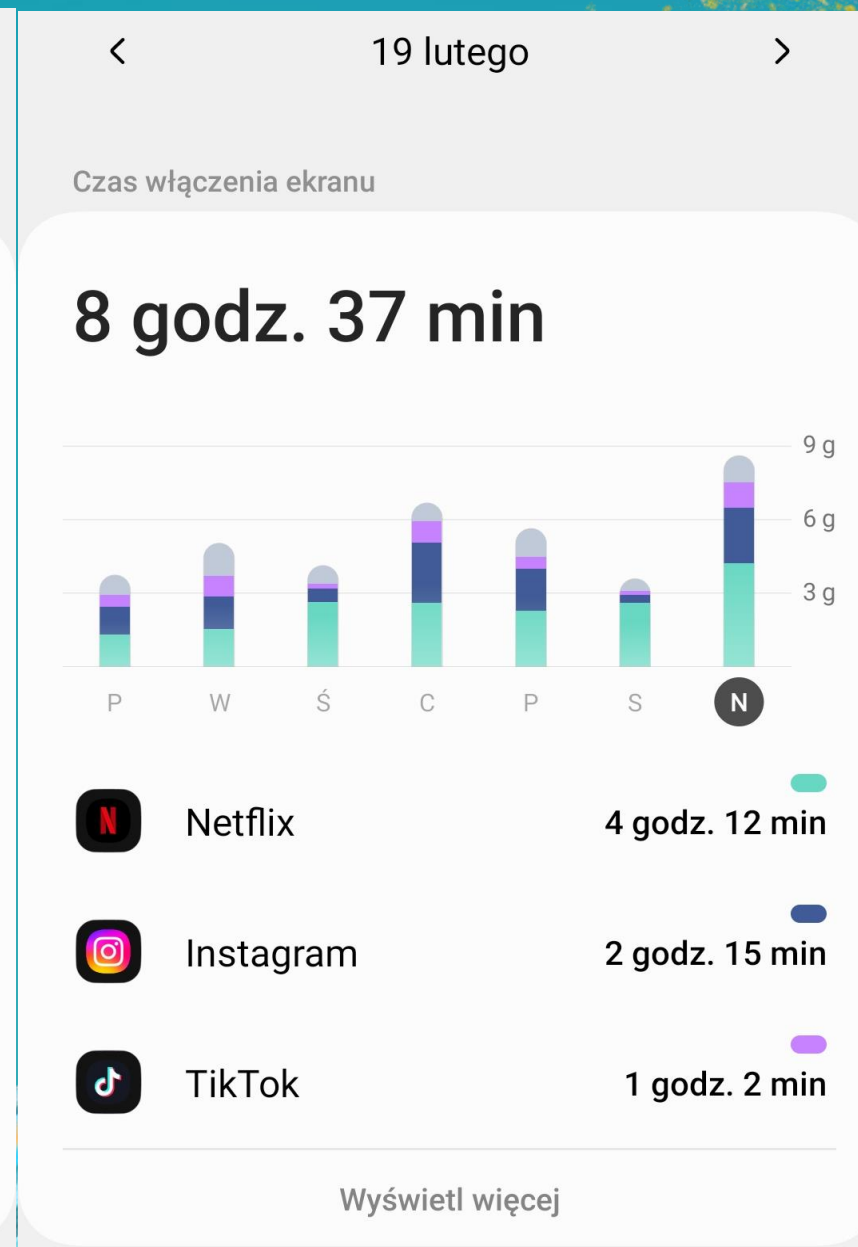 19 lutego
Czas włączenia ekranu
8 godz. 37 min
9 g
6 g
3 g
P W Ś C P S N
Netflix 4 godz. 12 min
Instagram 2 godz. 15 min
TikTok 1 godz. 2 min
Wyświetl więcej